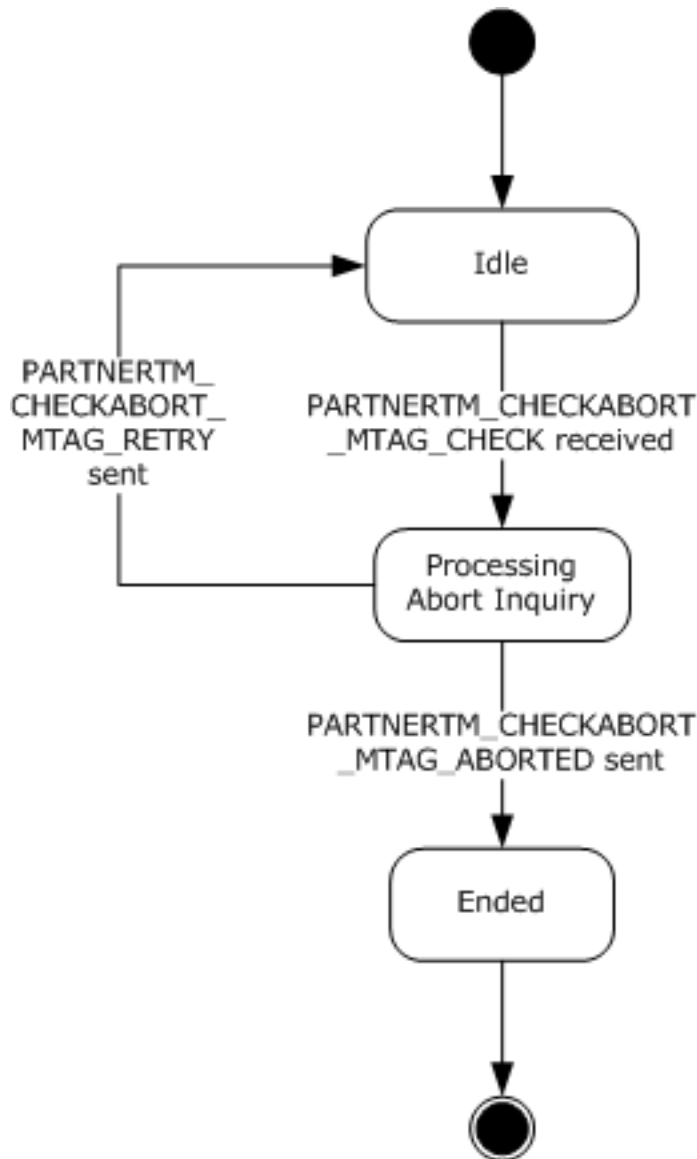 Idle
PARTNERTM_
CHECKABORT_
MTAG_RETRY
sent
PARTNERTM_CHECKABORT
_MTAG_CHECK received
Processing
Abort Inquiry
PARTNERTM_CHECKABORT
_MTAG_ABORTED sent
Ended